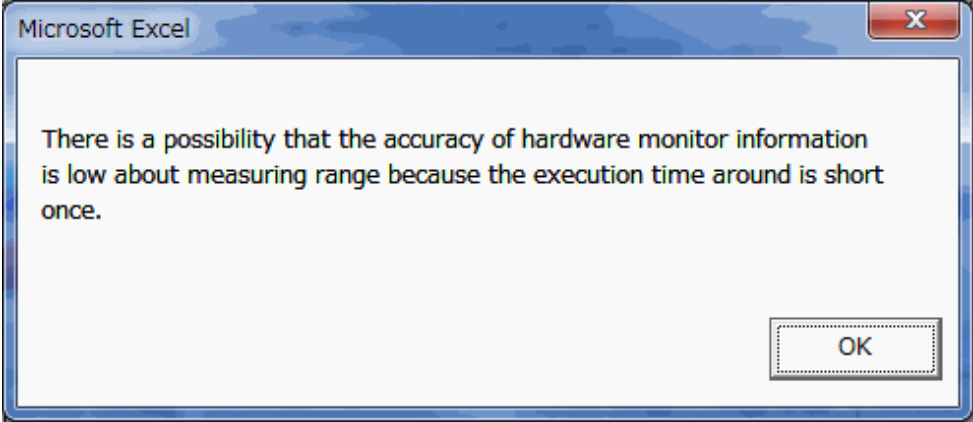 Microsoft Excel
There is a possibility that the accuracy of hardware monitor information
is low about measuring range because the execution time around is short
once.
OK